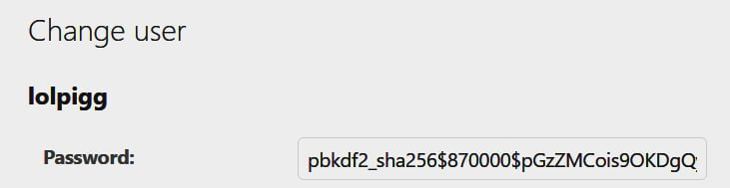 Change user
lolpigg
Password: pbkdf2_sha256$870000$pGzZMCois9OKDgQ